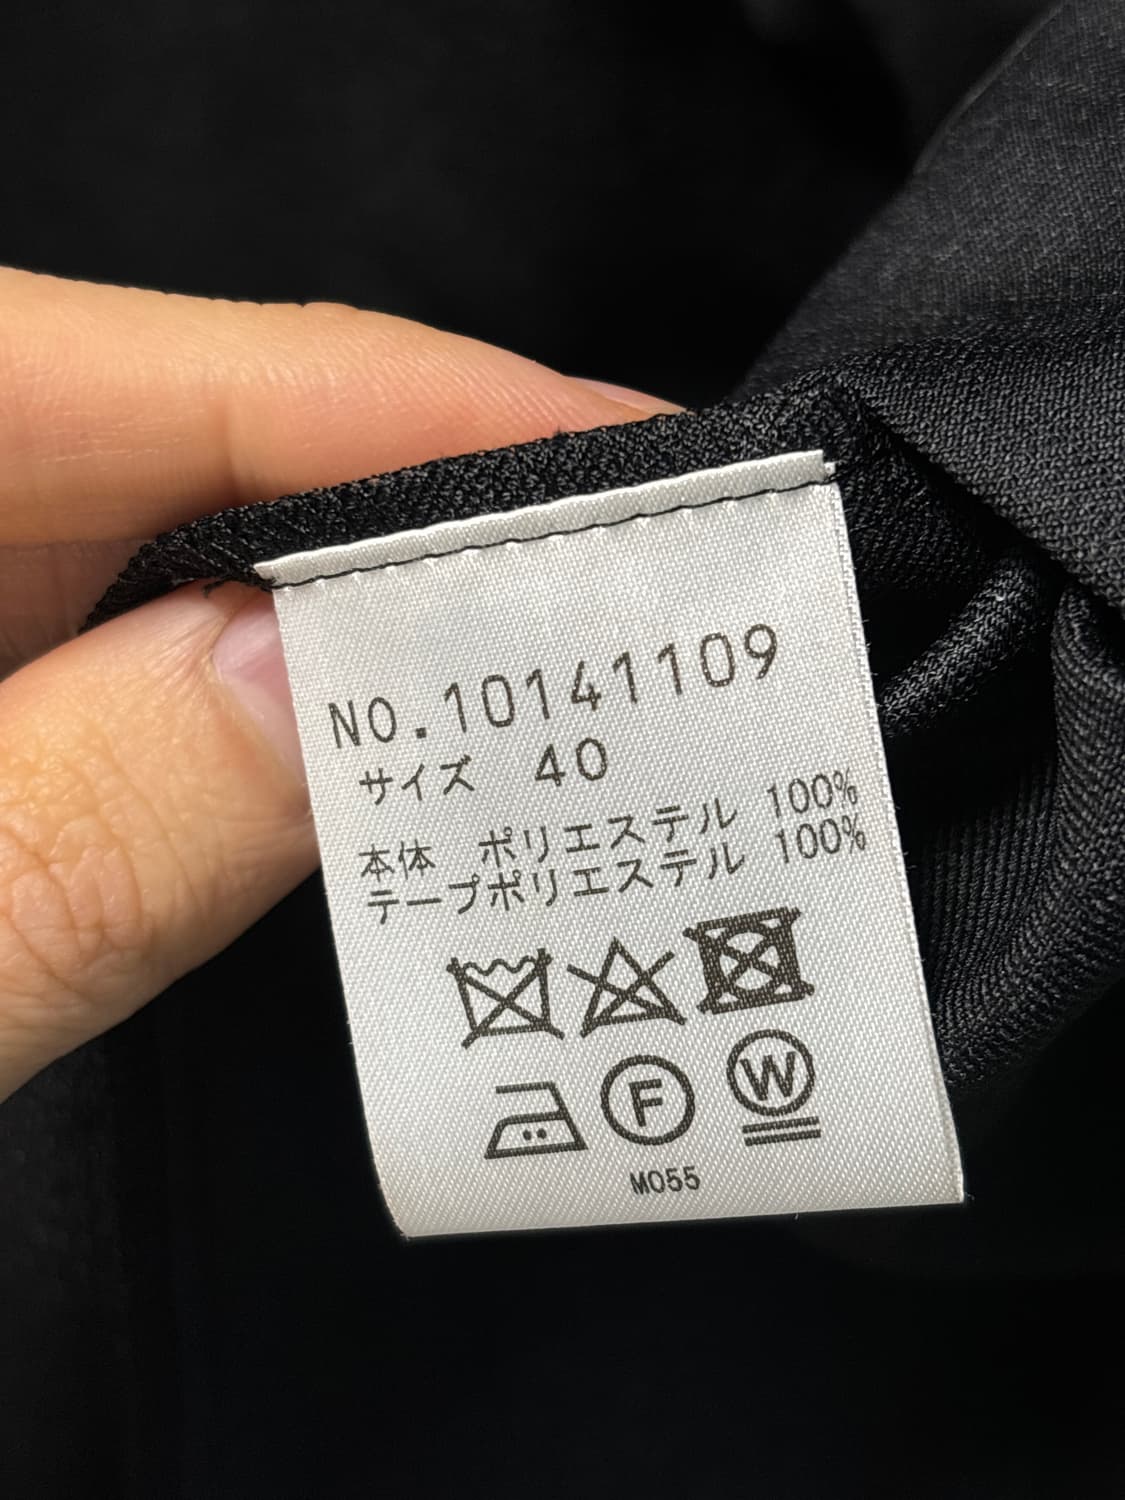 NO.10141109
サイズ　40
本体　ポリエステル　100%
テープポリエステル　100%
F W
M055